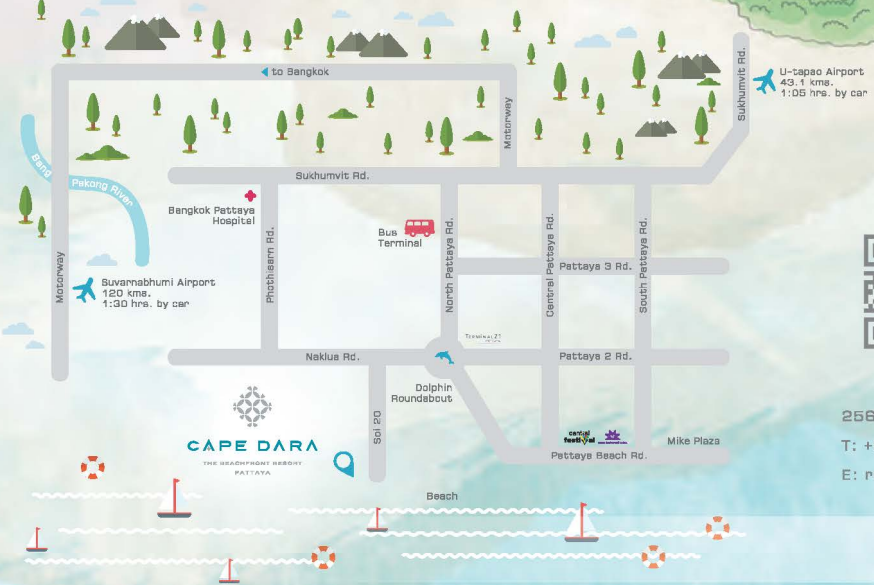 to Bangkok
Sukhumvit Rd.
U-tapao Airport
43.1 kms.
1:05 hrs. by car
Motorway
Bang Pakong River
Sukhumvit Rd.
Bangkok Pattaya
Hospital
Bus
Terminal
Phothisarn Rd.
North Pattaya Rd.
Central Pattaya Rd.
South Pattaya Rd.
Pattaya 3 Rd.
Motorway
Suvarnabhumi Airport
120 kms.
1:30 hrs. by car
TERMINAL21
Naklua Rd.
Pattaya 2 Rd.
Dolphin
Roundabout
Soi 20
CAPE DARA
THE BEACHFRONT RESORT
PATTAYA
central
festival
Mike Plaza
Pattaya Beach Rd.
Beach
256
T: +
E: r